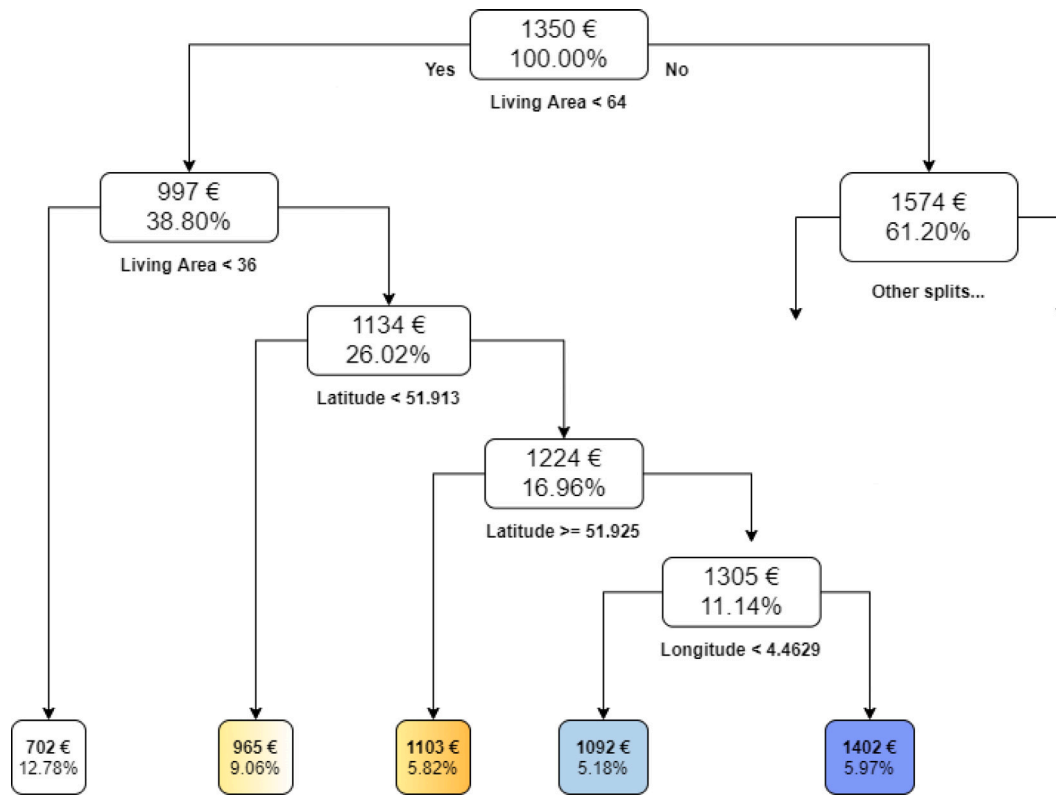 1350 €
100.00%
Yes
No
Living Area < 64
997 €
38.80%
Living Area < 36
1574 €
61.20%
Other splits...
1134 €
26.02%
Latitude < 51.913
1224 €
16.96%
Latitude >= 51.925
1305 €
11.14%
Longitude < 4.4629
702 €
12.78%
965 €
9.06%
1103 €
5.82%
1092 €
5.18%
1402 €
5.97%